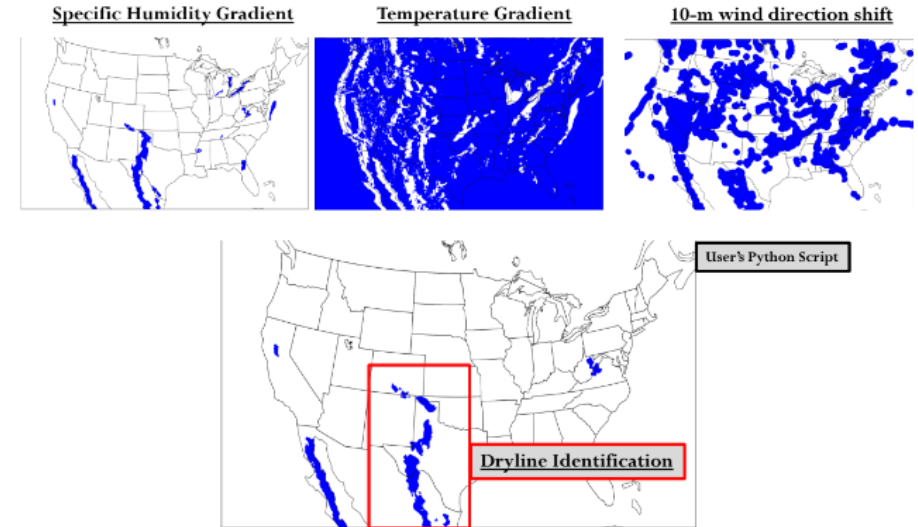 Specific Humidity Gradient
Temperature Gradient
10-m wind direction shift
User's Python Script
Dryline Identification